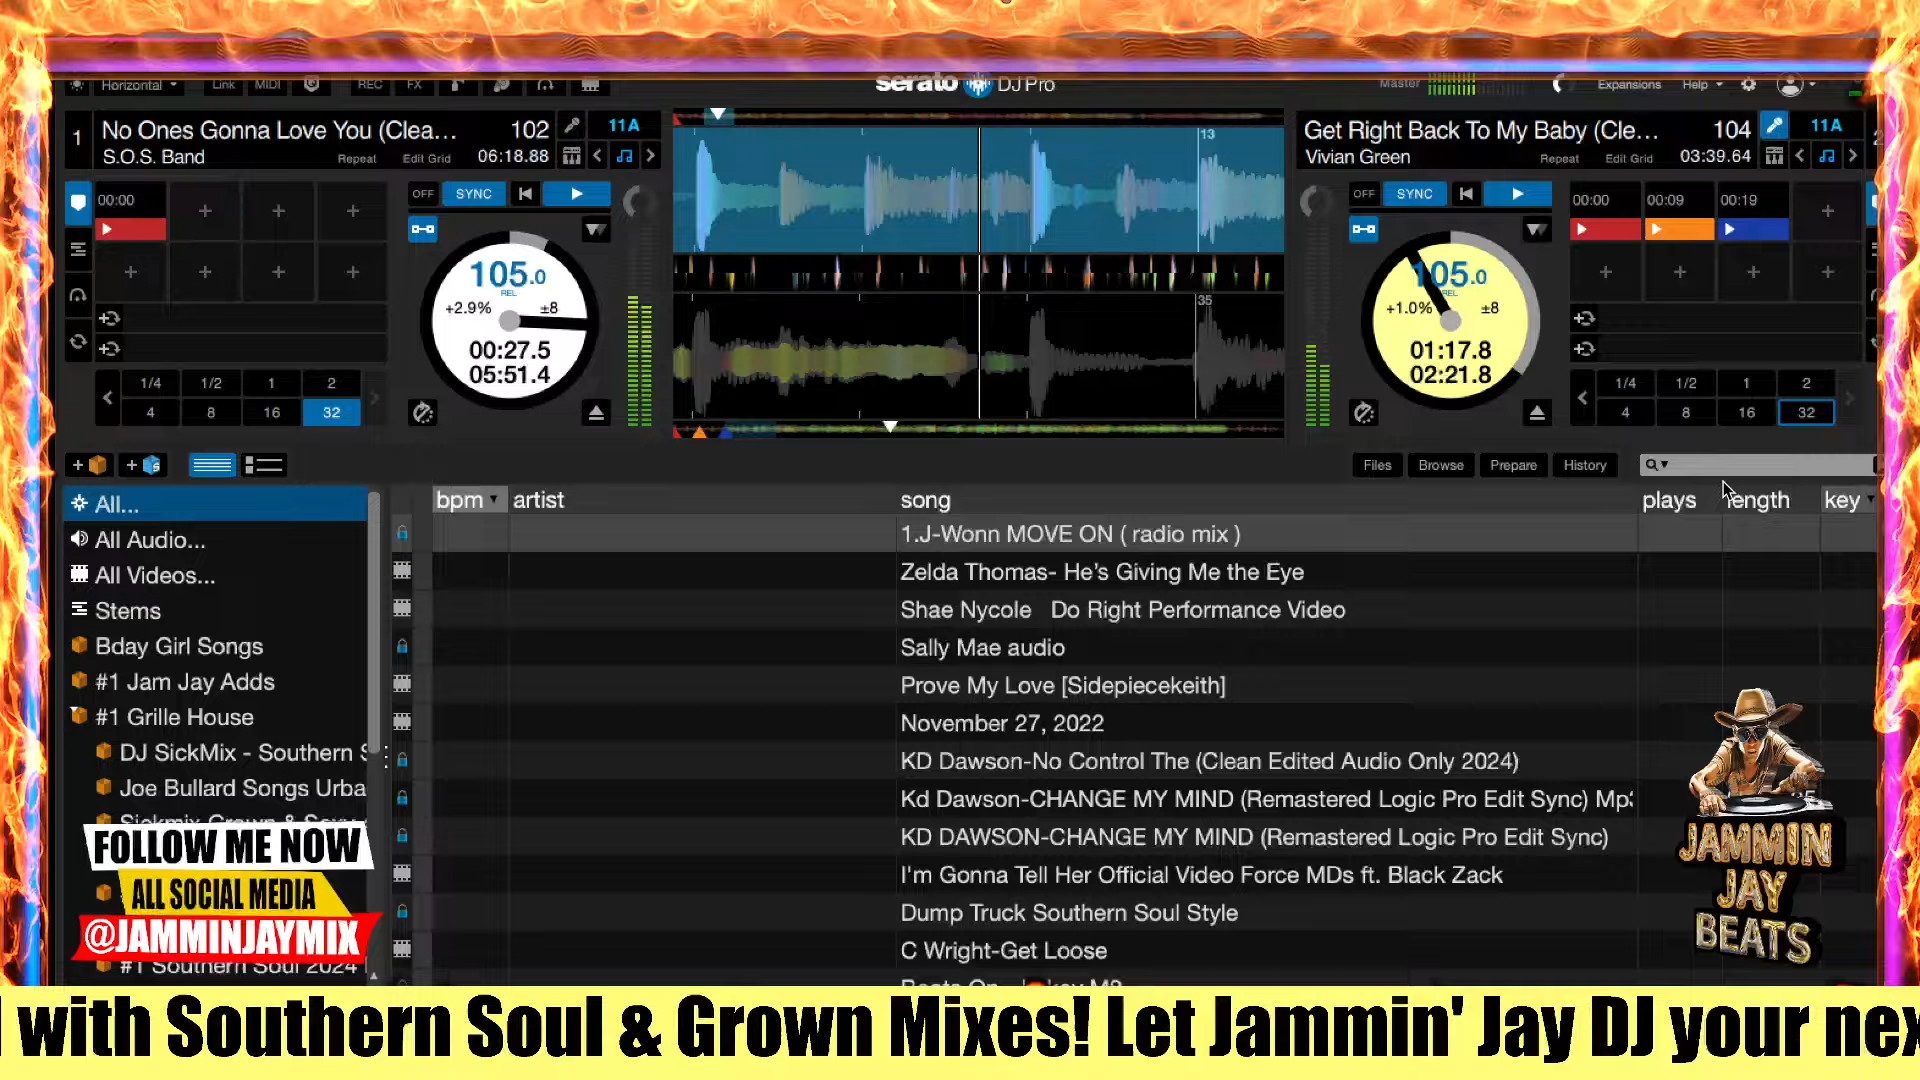 Horizontal
Link
MIDI
REC
FX
serato DJ Pro
Master
Expansions
Help
1
No Ones Gonna Love You (Clea...
102
11A
S.O.S. Band
Repeat
Edit Grid
06:18.88
13
Get Right Back To My Baby (Cle...
104
11A
Vivian Green
Repeat
Edit Grid
03:39.64
00:00
OFF
SYNC
105.0
REL
+2.9%
±8
00:27.5
05:51.4
1/4
1/2
1
2
4
8
16
32
35
OFF
SYNC
105.0
REL
+1.0%
±8
01:17.8
02:21.8
00:00
00:09
00:19
1/4
1/2
1
2
4
8
16
32
Files
Browse
Prepare
History
All...
All Audio...
All Videos...
Stems
Bday Girl Songs
#1 Jam Jay Adds
#1 Grille House
DJ SickMix - Southern S
Joe Bullard Songs Urba
#1 Southern Soul 2024
bpm
artist
song
plays
length
key
1.J-Wonn MOVE ON ( radio mix )
Zelda Thomas- He's Giving Me the Eye
Shae Nycole Do Right Performance Video
Sally Mae audio
Prove My Love [Sidepiecekeith]
November 27, 2022
KD Dawson-No Control The (Clean Edited Audio Only 2024)
Kd Dawson-CHANGE MY MIND (Remastered Logic Pro Edit Sync) Mp3
KD DAWSON-CHANGE MY MIND (Remastered Logic Pro Edit Sync)
I'm Gonna Tell Her Official Video Force MDs ft. Black Zack
Dump Truck Southern Soul Style
C Wright-Get Loose
FOLLOW ME NOW
ALL SOCIAL MEDIA
@JAMMINJAYMIX
JAMMIN
JAY
BEATS
with Southern Soul & Grown Mixes! Let Jammin' Jay DJ your nex